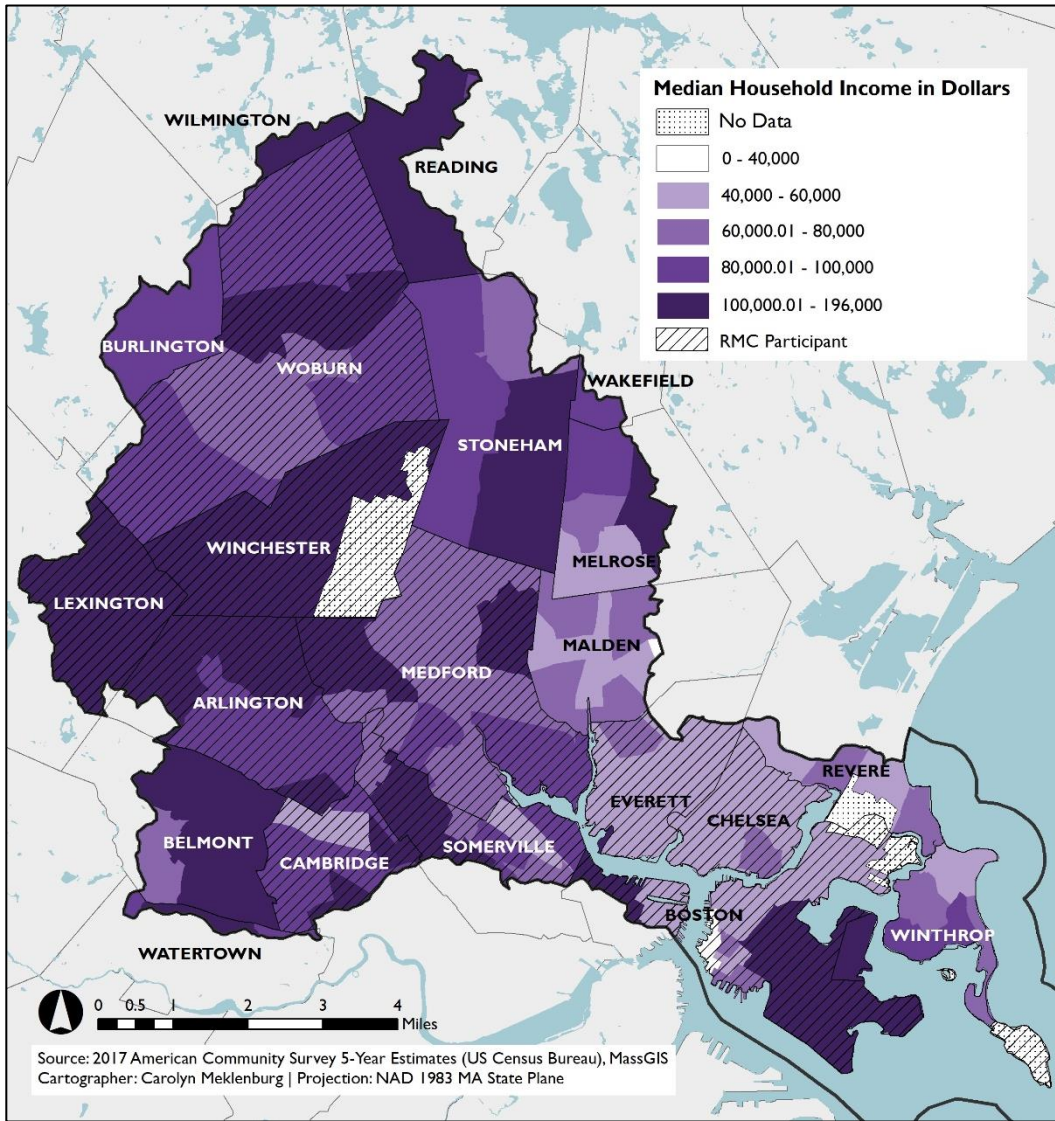 Median Household Income in Dollars
No Data
0 - 40,000
40,000 - 60,000
60,000.01 - 80,000
80,000.01 - 100,000
100,000.01 - 196,000
RMC Participant
WILMINGTON
READING
BURLINGTON
WOBURN
WAKEFIELD
STONEHAM
WINCHESTER
MELROSE
LEXINGTON
MALDEN
MEDFORD
ARLINGTON
REVERE
EVERETT
CHELSEA
BELMONT
SOMERVILLE
CAMBRIDGE
BOSTON
WINTHROP
WATERTOWN
0 0.5 1 2 3 4
Miles
Source: 2017 American Community Survey 5-Year Estimates (US Census Bureau), MassGIS
Cartographer: Carolyn Meklenburg | Projection: NAD 1983 MA State Plane